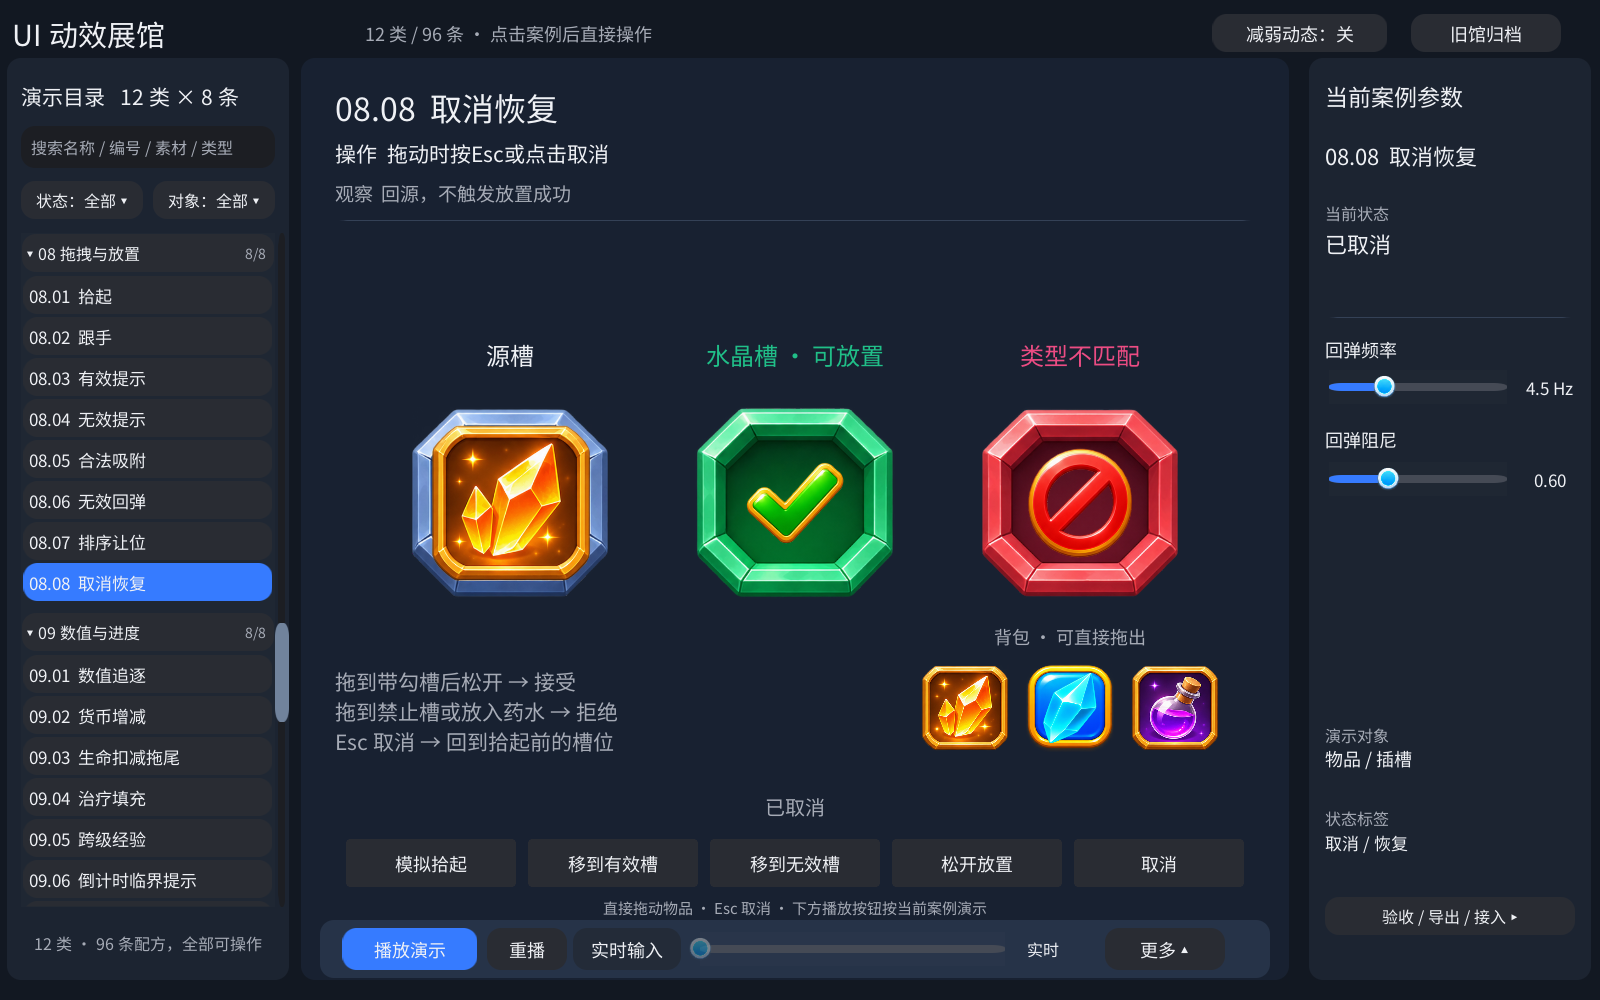 UI 动效展馆
12 类 / 96 条 · 点击案例后直接操作
减弱动态：关
旧馆归档
演示目录 12 类 × 8 条
搜索名称 / 编号 / 素材 / 类型
状态：全部 ▾
对象：全部 ▾
▾ 08 拖拽与放置 8/8
08.01 拾起
08.02 跟手
08.03 有效提示
08.04 无效提示
08.05 合法吸附
08.06 无效回弹
08.07 排序让位
08.08 取消恢复
▾ 09 数值与进度 8/8
09.01 数值追逐
09.02 货币增减
09.03 生命扣减拖尾
09.04 治疗填充
09.05 跨级经验
09.06 倒计时临界提示
12 类 · 96 条配方，全部可操作
08.08 取消恢复
操作 拖动时按Esc或点击取消
观察 回源，不触发放置成功
源槽
水晶槽 · 可放置
类型不匹配
背包 · 可直接拖出
拖到带勾槽后松开 → 接受
拖到禁止槽或放入药水 → 拒绝
Esc 取消 → 回到拾起前的槽位
已取消
模拟拾起
移到有效槽
移到无效槽
松开放置
取消
直接拖动物品 · Esc 取消 · 下方播放按钮按当前案例演示
播放演示
重播
实时输入
实时
更多 ▴
当前案例参数
08.08 取消恢复
当前状态
已取消
回弹频率
4.5 Hz
回弹阻尼
0.60
演示对象
物品 / 插槽
状态标签
取消 / 恢复
验收 / 导出 / 接入 ▸